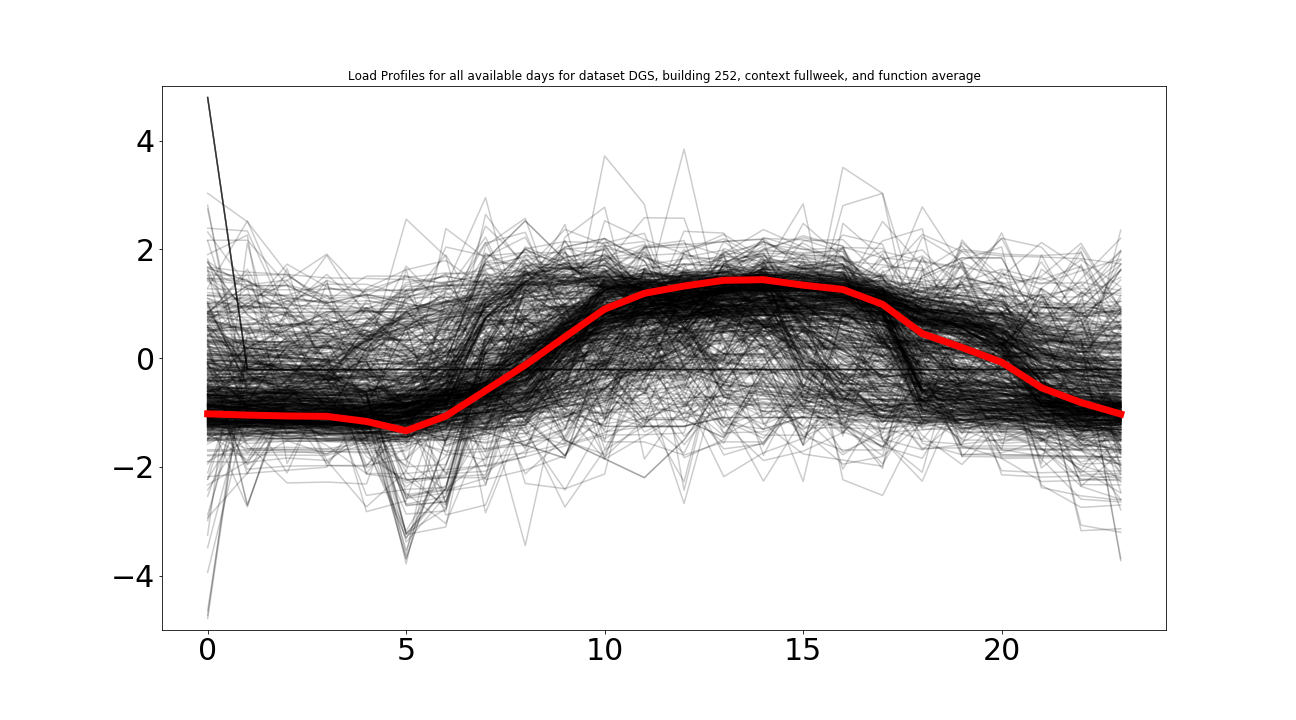 Load Profiles for all available days for dataset DGS, building 252, context fullweek, and function average
4
2
0
−2
−4
0 5 10 15 20